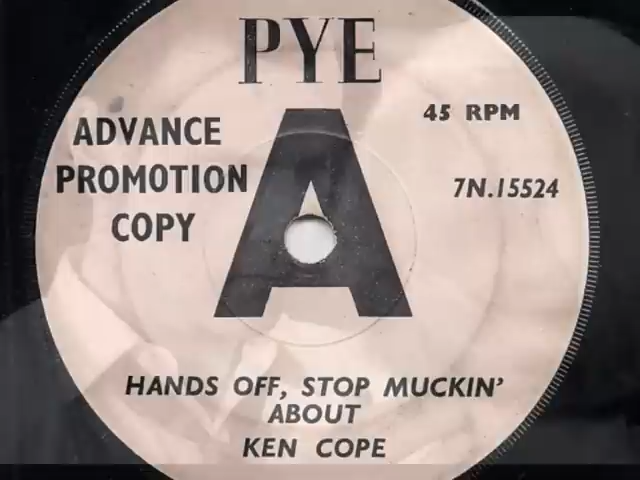 PYE
45 RPM
ADVANCE
PROMOTION
COPY
A
7N.15524
HANDS OFF, STOP MUCKIN'
ABOUT
KEN COPE